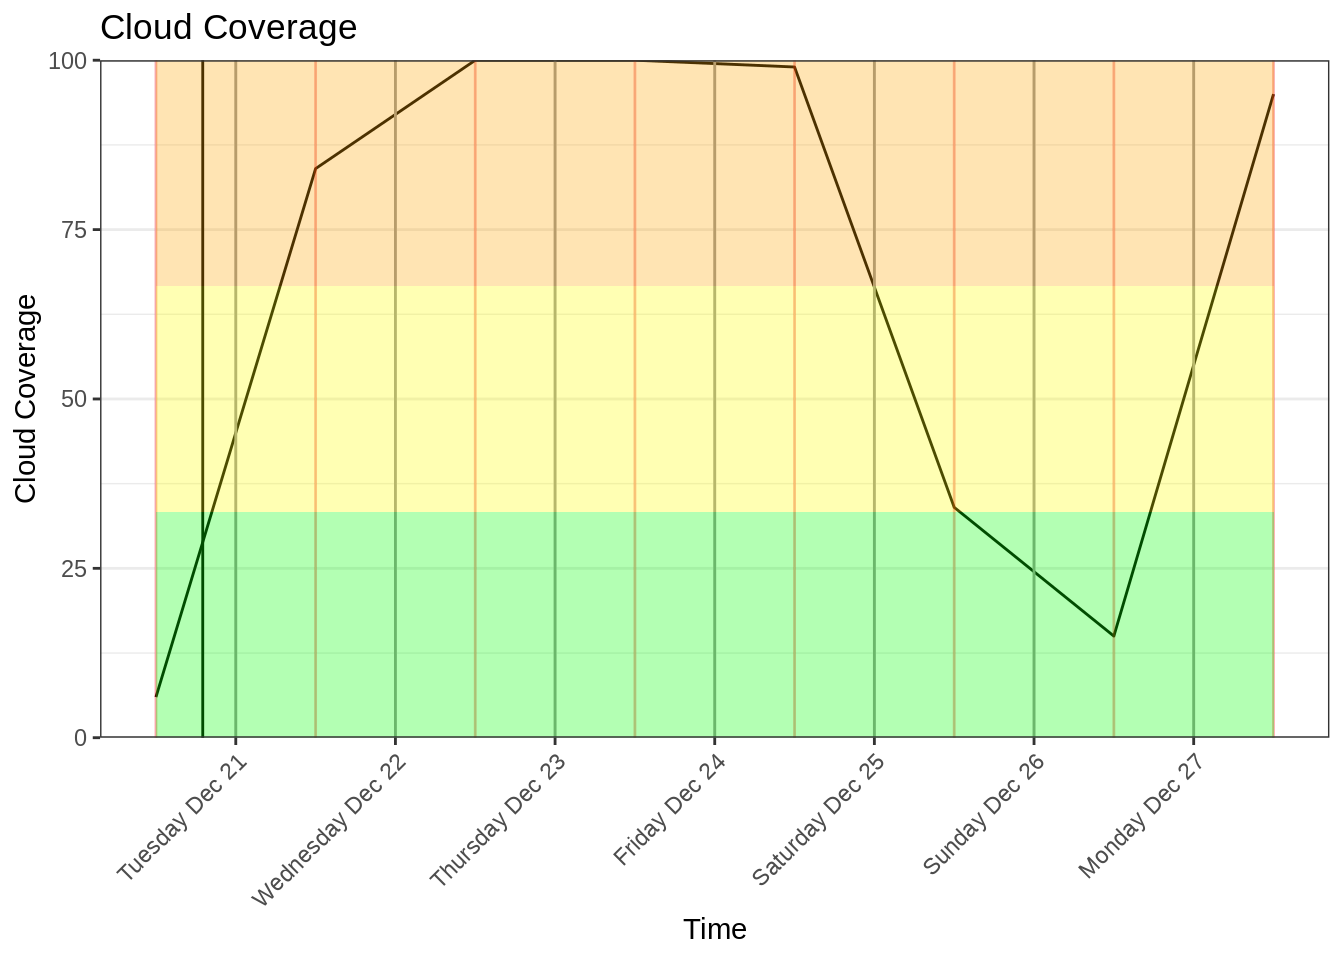 Cloud Coverage
100
75
50
25
0
Cloud Coverage
Tuesday Dec 21
Wednesday Dec 22
Thursday Dec 23
Friday Dec 24
Saturday Dec 25
Sunday Dec 26
Monday Dec 27
Time